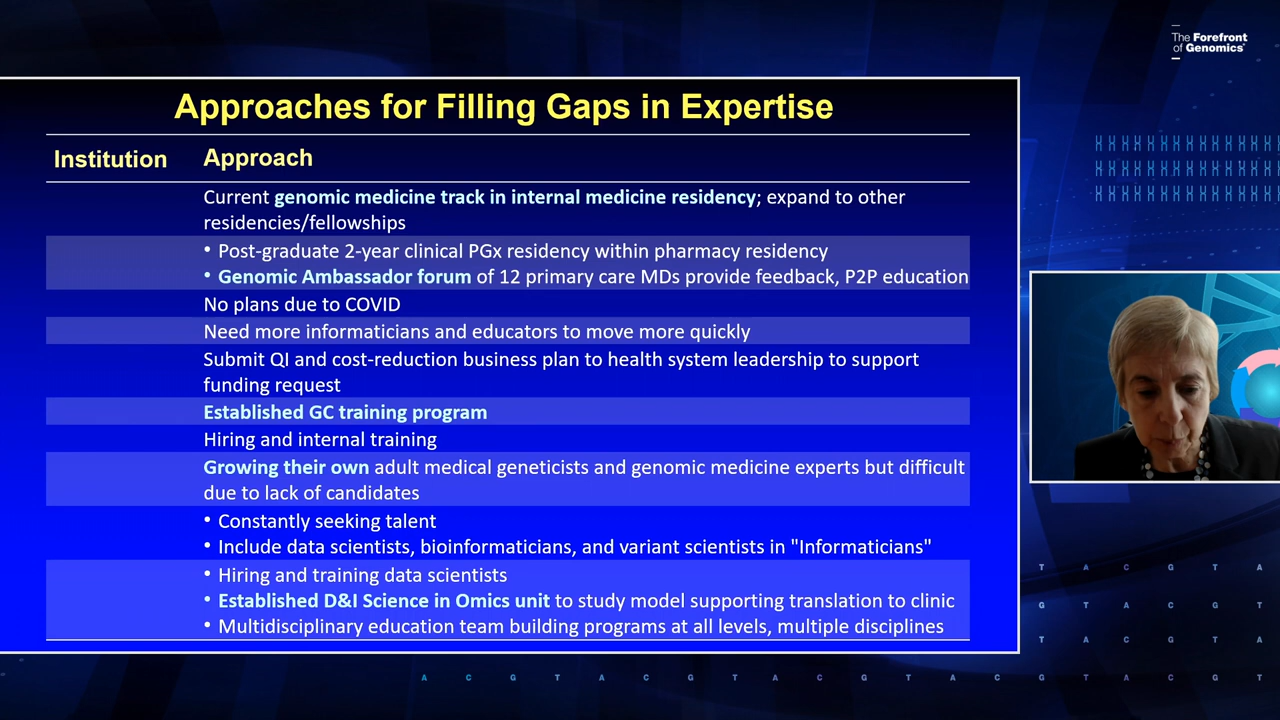 The Forefront
of Genomics®
Approaches for Filling Gaps in Expertise
Institution Approach
Current genomic medicine track in internal medicine residency; expand to other
residencies/fellowships
• Post-graduate 2-year clinical PGx residency within pharmacy residency
• Genomic Ambassador forum of 12 primary care MDs provide feedback, P2P education
No plans due to COVID
Need more informaticians and educators to move more quickly
Submit QI and cost-reduction business plan to health system leadership to support
funding request
Established GC training program
Hiring and internal training
Growing their own adult medical geneticists and genomic medicine experts but difficult
due to lack of candidates
• Constantly seeking talent
• Include data scientists, bioinformaticians, and variant scientists in "Informaticians"
• Hiring and training data scientists
• Established D&I Science in Omics unit to study model supporting translation to clinic
• Multidisciplinary education team building programs at all levels, multiple disciplines
T A C G T A
G T A C G T A
T A C G T A
A C G T A C G T A C G T A C G T A C G T